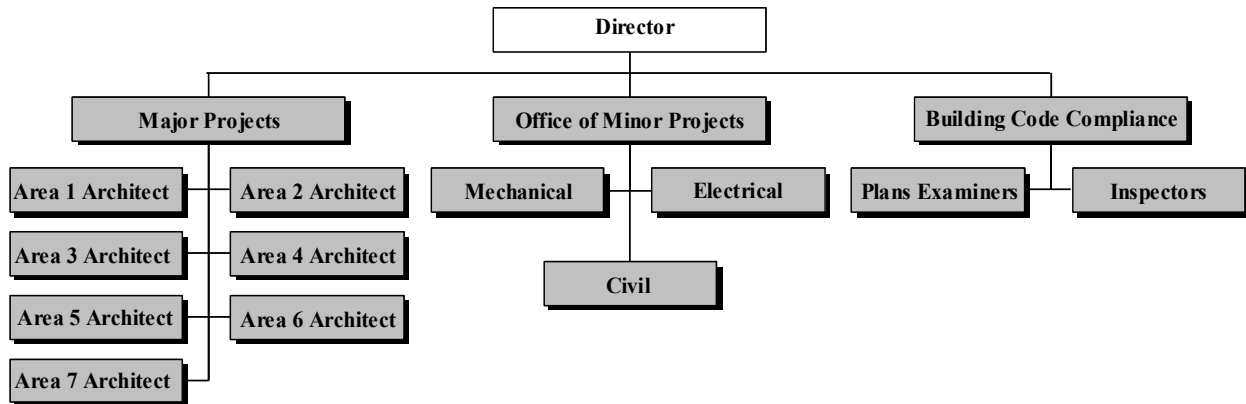 Director
Major Projects
Office of Minor Projects
Building Code Compliance
Area 1 Architect
Area 2 Architect
Mechanical
Electrical
Plans Examiners
Inspectors
Area 3 Architect
Area 4 Architect
Civil
Area 5 Architect
Area 6 Architect
Area 7 Architect